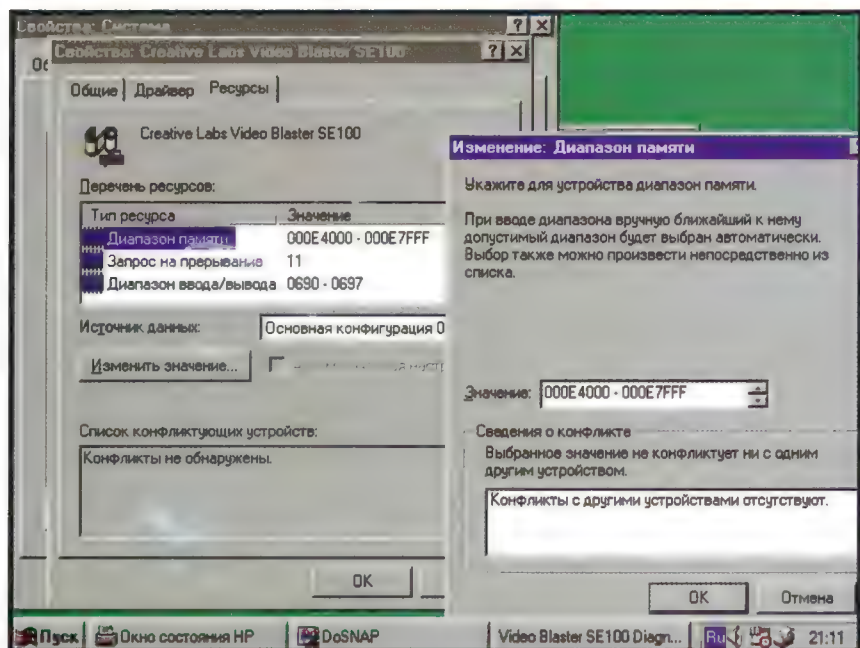 Свойства: Система
Свойства: Creative Labs Video Blaster SE100
Общие
Драйвер
Ресурсы
Creative Labs Video Blaster SE100
Перечень ресурсов:
Тип ресурса Значение
Диапазон памяти 000E4000 - 000E7FFF
Запрос на прерывание 11
Диапазон ввода/вывода 0690 - 0697
Источник данных: Основная конфигурация 0
Изменить значение...
Список конфликтующих устройств:
Конфликты не обнаружены.
OK
Изменение: Диапазон памяти
Укажите для устройства диапазон памяти.
При вводе диапазона вручную ближайший к нему
допустимый диапазон будет выбран автоматически.
Выбор также можно произвести непосредственно из
списка.
Значение: 000E4000 - 000E7FFF
Сведения о конфликте
Выбранное значение не конфликтует ни с одним
другим устройством.
Конфликты с другими устройствами отсутствуют.
OK Отмена
Пуск
Окно состояния HP
DoSNAP
Video Blaster SE100 Diagn...
Ru
21:11